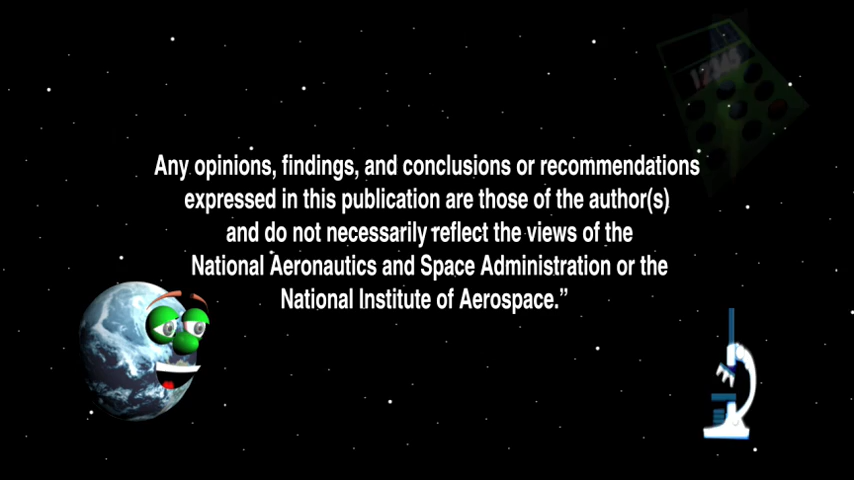 12345
Any opinions, findings, and conclusions or recommendations
expressed in this publication are those of the author(s)
and do not necessarily reflect the views of the
National Aeronautics and Space Administration or the
National Institute of Aerospace.”